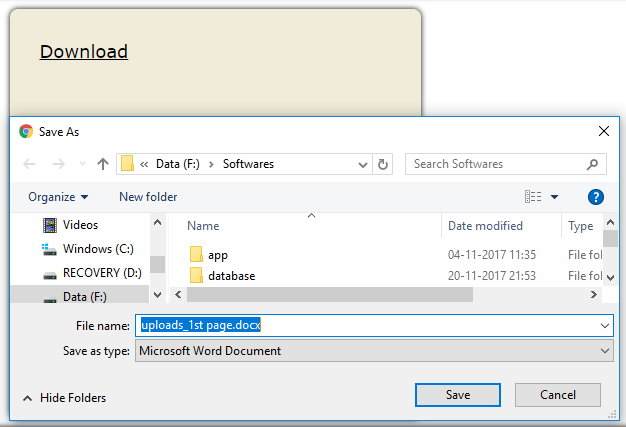 Download
Save As
« Data (F:) › Softwares
Search Softwares
Organize
New folder
?
Videos
Windows (C:)
RECOVERY (D:)
Data (F:)
Name Date modified Type
app 04-11-2017 11:35 File fol
database 20-11-2017 21:53 File fol
File name: uploads_1st page.docx
Save as type: Microsoft Word Document
Hide Folders
Save
Cancel